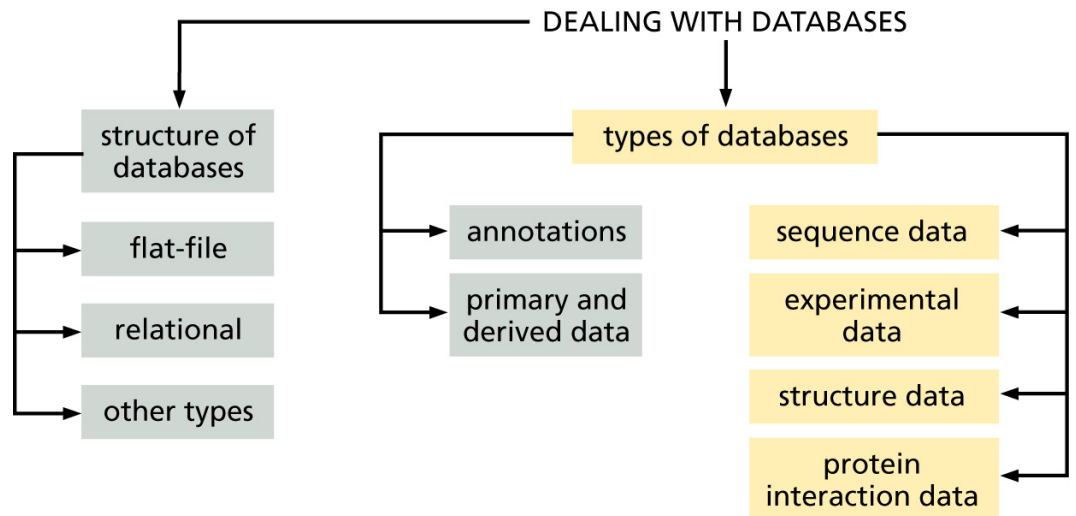 DEALING WITH DATABASES
structure of
databases
flat-file
relational
other types
types of databases
annotations
primary and
derived data
sequence data
experimental
data
structure data
protein
interaction data